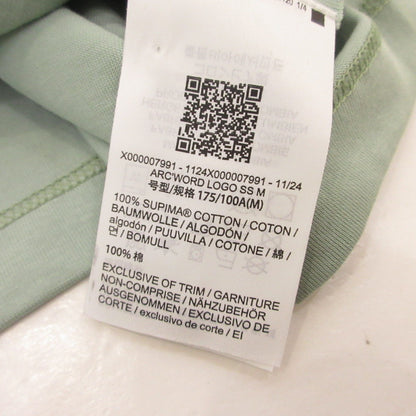 1/4
X000007991 - 1124X000007991 - 11/24
ARC'WORD LOGO SS M
号型/规格 175/100A(M)
100% SUPIMA® COTTON / COTON /
BAUMWOLLE / ALGODÓN /
algodón / PUUVILLA / COTONE / 綿 /
면 / BOMULL
100% 棉
EXCLUSIVE OF TRIM / GARNITURE
NON-COMPRISE / NÄHZUBEHÖR
AUSGENOMMEN / EXCLUSIVO DE
CORTE / exclusivo de corte / EI